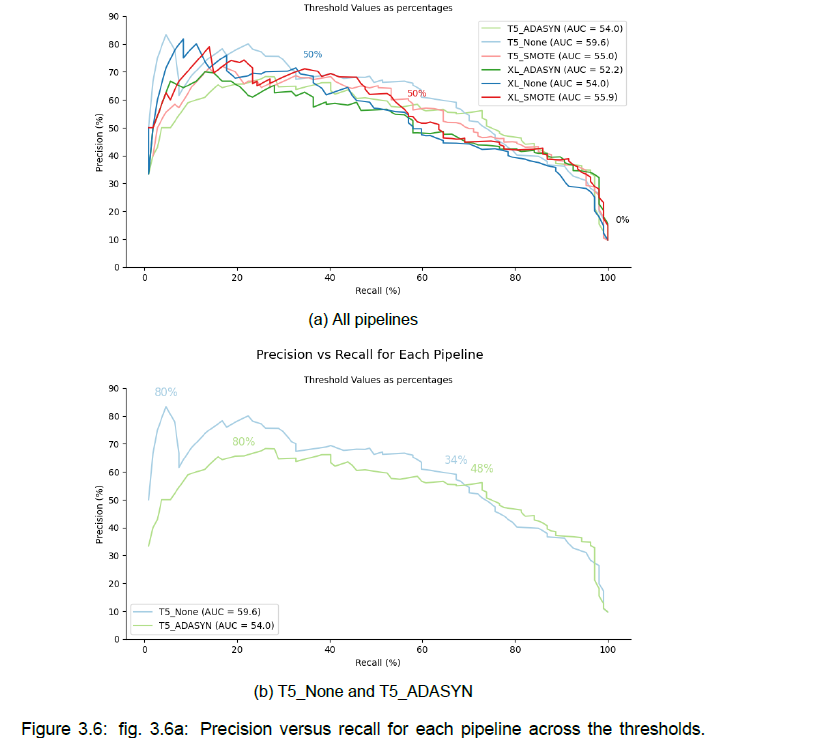 Threshold Values as percentages
90
80
70
60
50
40
30
20
10
0
Precision (%)
50%
50%
0%
T5_ADASYN (AUC = 54.0)
T5_None (AUC = 59.6)
T5_SMOTE (AUC = 55.0)
XL_ADASYN (AUC = 52.2)
XL_None (AUC = 54.0)
XL_SMOTE (AUC = 55.9)
0 20 40 60 80 100
Recall (%)
(a) All pipelines
Precision vs Recall for Each Pipeline
Threshold Values as percentages
90
80
70
60
50
40
30
20
10
0
Precision (%)
80%
80%
34%
48%
T5_None (AUC = 59.6)
T5_ADASYN (AUC = 54.0)
0 20 40 60 80 100
Recall (%)
(b) T5_None and T5_ADASYN
Figure 3.6: fig. 3.6a: Precision versus recall for each pipeline across the thresholds.